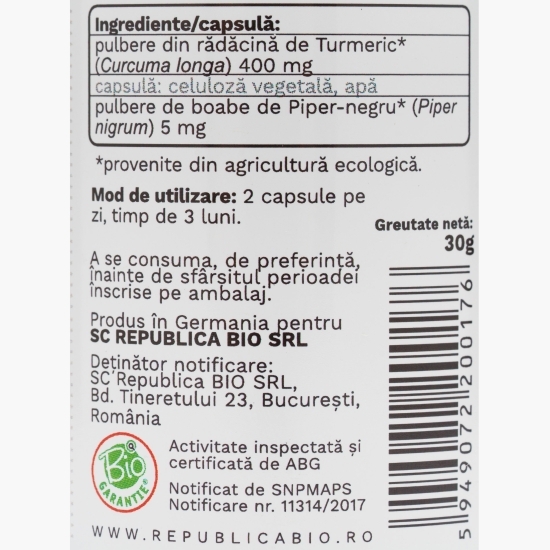 Ingrediente/capsulă:
pulbere din rădăcină de Turmeric*
(Curcuma longa) 400 mg
capsulă: celuloză vegetală, apă
pulbere de boabe de Piper-negru* (Piper
nigrum) 5 mg
*provenite din agricultură ecologică.
Mod de utilizare: 2 capsule pe
zi, timp de 3 luni.
Greutate netă:
30g
A se consuma, de preferință,
înainte de sfârșitul perioadei
înscrise pe ambalaj.
Produs în Germania pentru
SC REPUBLICA BIO SRL
Deținător notificare:
SC Republica BIO SRL,
Bd. Tineretului 23, București,
România
Bio
GARANTIE®
Activitate inspectată și
certificată de ABG
Notificat de SNPMAPS
Notificare nr. 11314/2017
WWW.REPUBLICABIO.RO
5949072200176